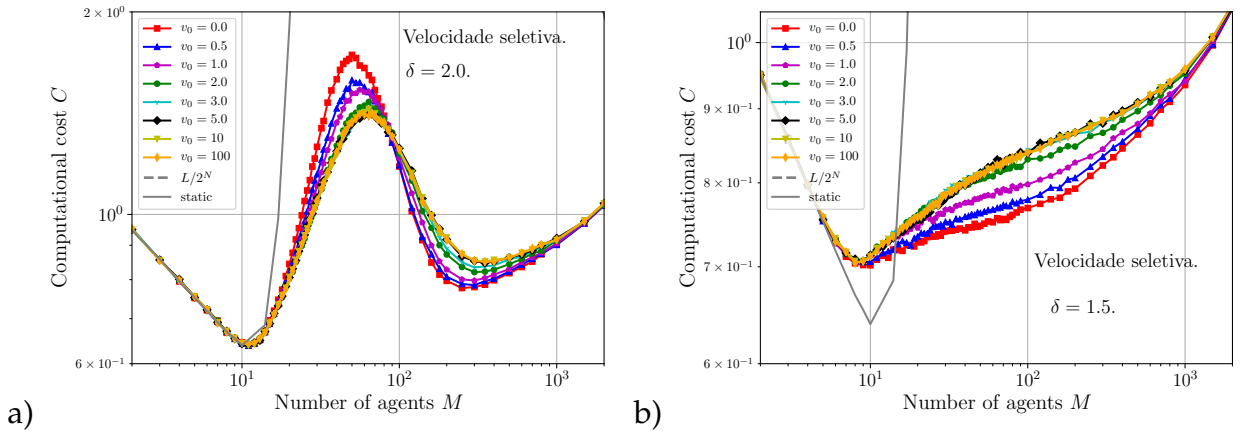 2 × 10⁰
10⁰
6 × 10⁻¹
Computational cost C
10¹
10²
10³
Number of agents M
v₀ = 0.0
v₀ = 0.5
v₀ = 1.0
v₀ = 2.0
v₀ = 3.0
v₀ = 5.0
v₀ = 10
v₀ = 100
L/2ᴺ
static
Velocidade seletiva.
δ = 2.0.
a)
10⁰
9 × 10⁻¹
8 × 10⁻¹
7 × 10⁻¹
6 × 10⁻¹
Computational cost C
10¹
10²
10³
Number of agents M
v₀ = 0.0
v₀ = 0.5
v₀ = 1.0
v₀ = 2.0
v₀ = 3.0
v₀ = 5.0
v₀ = 10
v₀ = 100
L/2ᴺ
static
Velocidade seletiva.
δ = 1.5.
b)